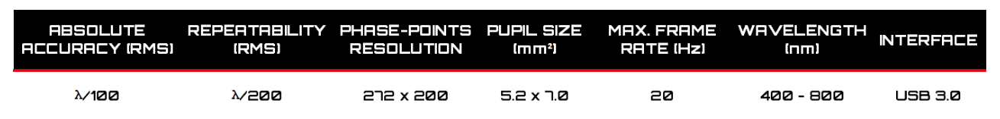 ABSOLUTE ACCURACY (RMS) REPEATABILITY (RMS) PHASE-POINTS RESOLUTION PUPIL SIZE (mm²) MAX. FRAME RATE (Hz) WAVELENGTH (nm) INTERFACE
λ/100 λ/200 272 x 200 5.2 x 7.0 20 400 - 800 USB 3.0